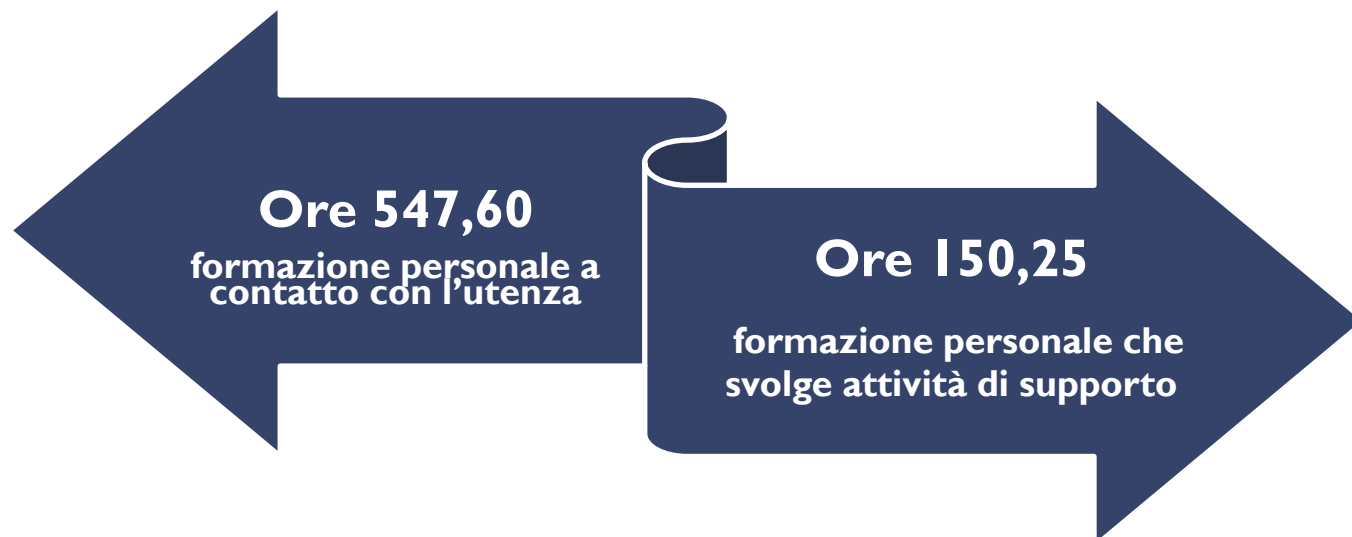 Ore 547,60
formazione personale a
contatto con l’utenza
Ore 150,25
formazione personale che
svolge attività di supporto